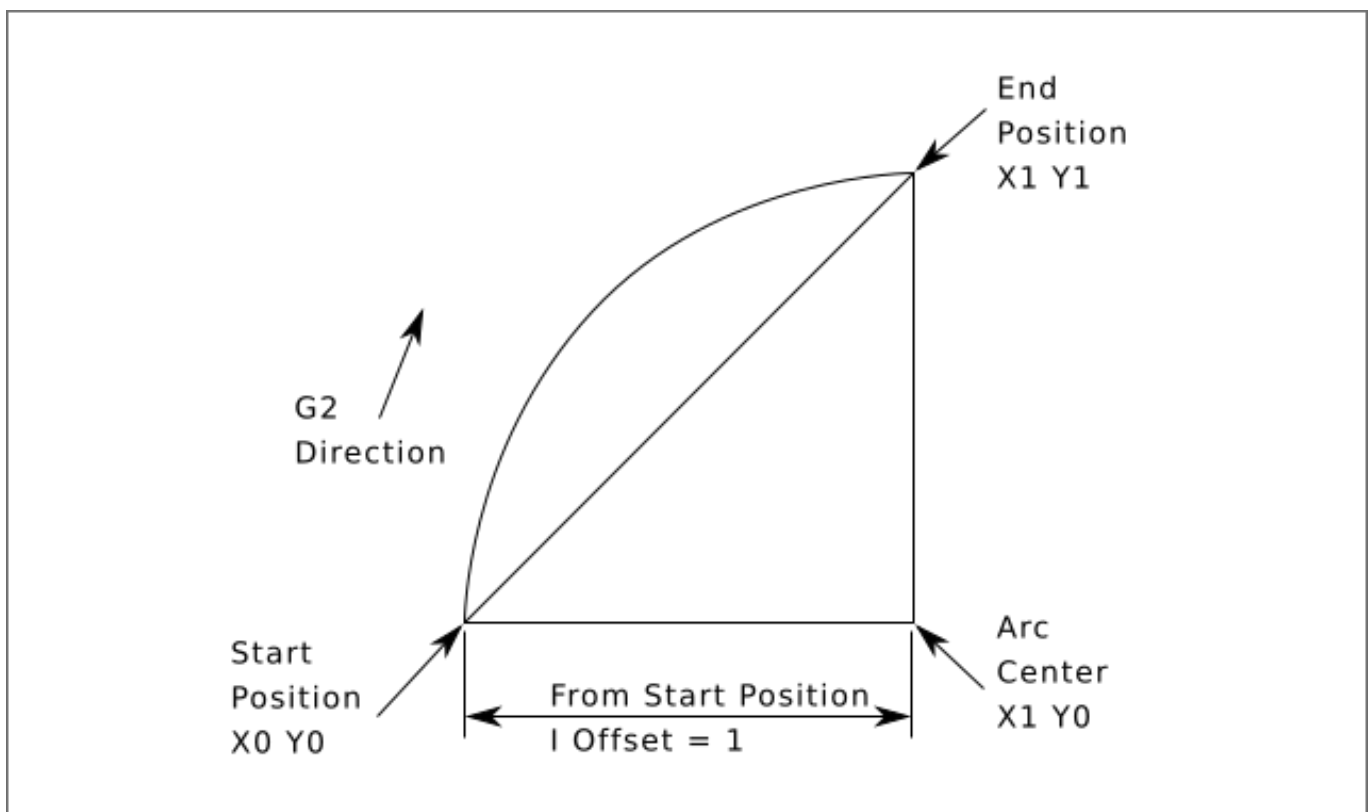 End
Position
X1 Y1
G2
Direction
Start
Position
X0 Y0
From Start Position
I Offset = 1
Arc
Center
X1 Y0